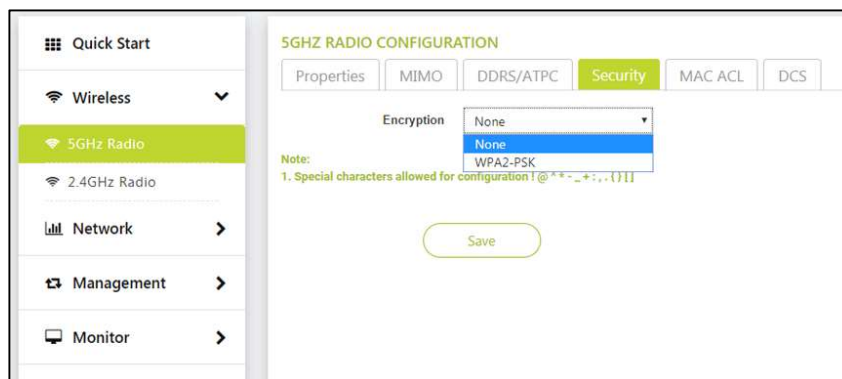 Quick Start
Wireless
5GHz Radio
2.4GHz Radio
Network
Management
Monitor
5GHZ RADIO CONFIGURATION
Properties MIMO DDRS/ATPC Security MAC ACL DCS
Encryption None
None
WPA2-PSK
Note:
1. Special characters allowed for configuration ! @ ^ * - _ + : , . { } [ ]
Save